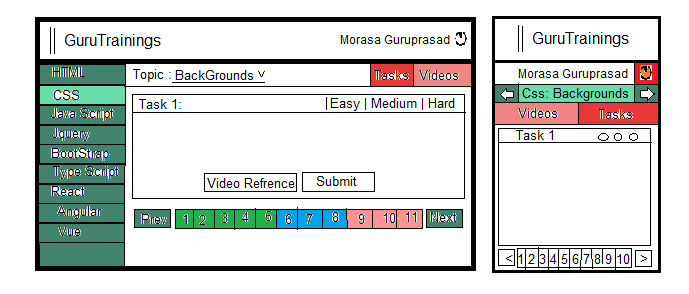 GuruTrainings
Morasa Guruprasad
HTML
CSS
Java Script
Jquery
BootStrap
Type Script
React
Angular
Vue
Topic : BackGrounds V
Tasks Videos
Task 1:
|Easy | Medium | Hard
Video Refrence
Submit
Prev 1 2 3 4 5 6 7 8 9 10 11 Next
GuruTrainings
Morasa Guruprasad
Css: Backgrounds
Videos Tasks
Task 1
< 1 2 3 4 5 6 7 8 9 10 >